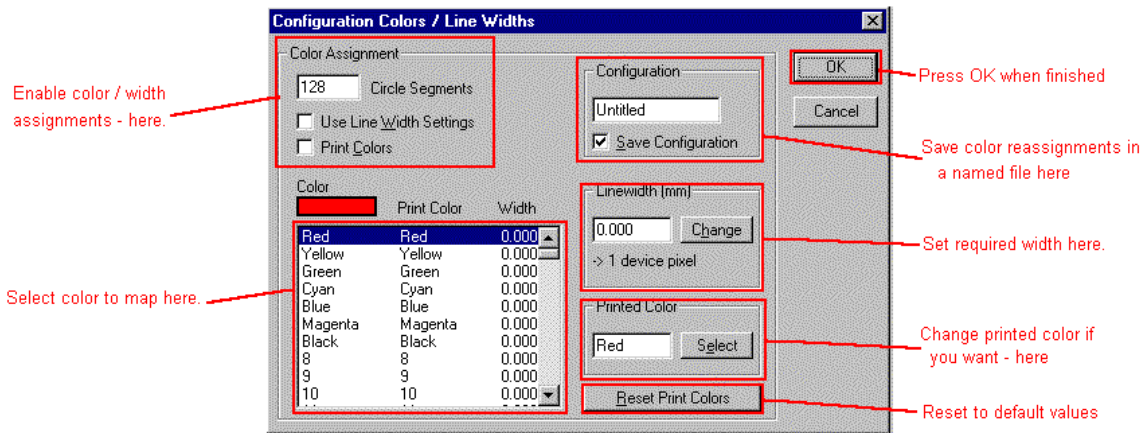 Configuration Colors / Line Widths
Color Assignment
128 Circle Segments
Use Line Width Settings
Print Colors
Configuration
Untitled
Save Configuration
OK
Cancel
Color
Print Color Width
Red Red 0.000
Yellow Yellow 0.000
Green Green 0.000
Cyan Cyan 0.000
Blue Blue 0.000
Magenta Magenta 0.000
Black Black 0.000
8 8 0.000
9 9 0.000
10 10 0.000
Linewidth (mm)
0.000 Change
-> 1 device pixel
Printed Color
Red Select
Reset Print Colors
Enable color / width
assignments - here.
Select color to map here.
Press OK when finished
Save color reassignments in
a named file here
Set required width here.
Change printed color if
you want - here
Reset to default values